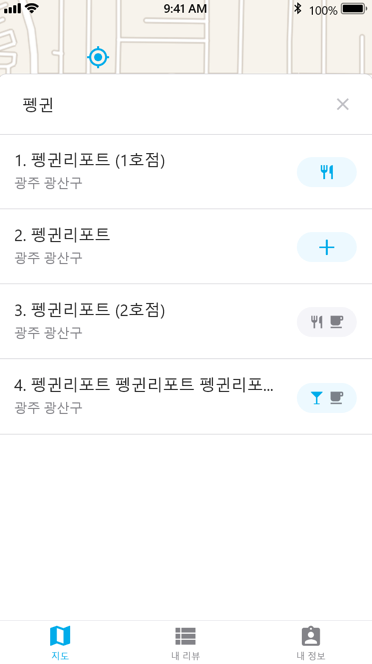 9:41 AM
100%
펭귄
1. 펭귄리포트 (1호점)
광주 광산구
2. 펭귄리포트
광주 광산구
3. 펭귄리포트 (2호점)
광주 광산구
4. 펭귄리포트 펭귄리포트 펭귄리포...
광주 광산구
지도
내 리뷰
내 정보